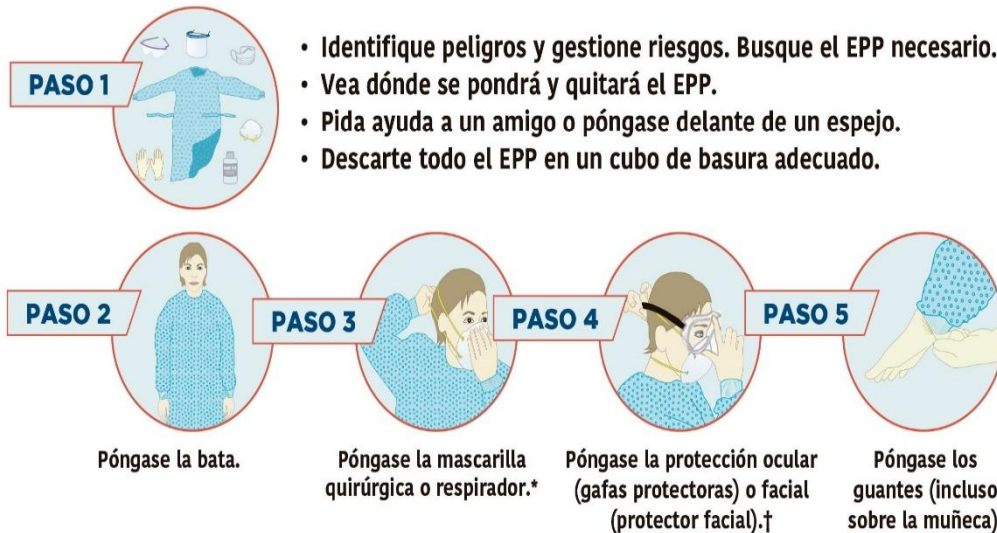 PASO 1
• Identifique peligros y gestione riesgos. Busque el EPP necesario.
• Vea dónde se pondrá y quitará el EPP.
• Pida ayuda a un amigo o póngase delante de un espejo.
• Descarte todo el EPP en un cubo de basura adecuado.
PASO 2
Póngase la bata.
PASO 3
Póngase la mascarilla
quirúrgica o respirador.*
PASO 4
Póngase la protección ocular
(gafas protectoras) o facial
(protector facial).†
PASO 5
Póngase los
guantes (incluso
sobre la muñeca)